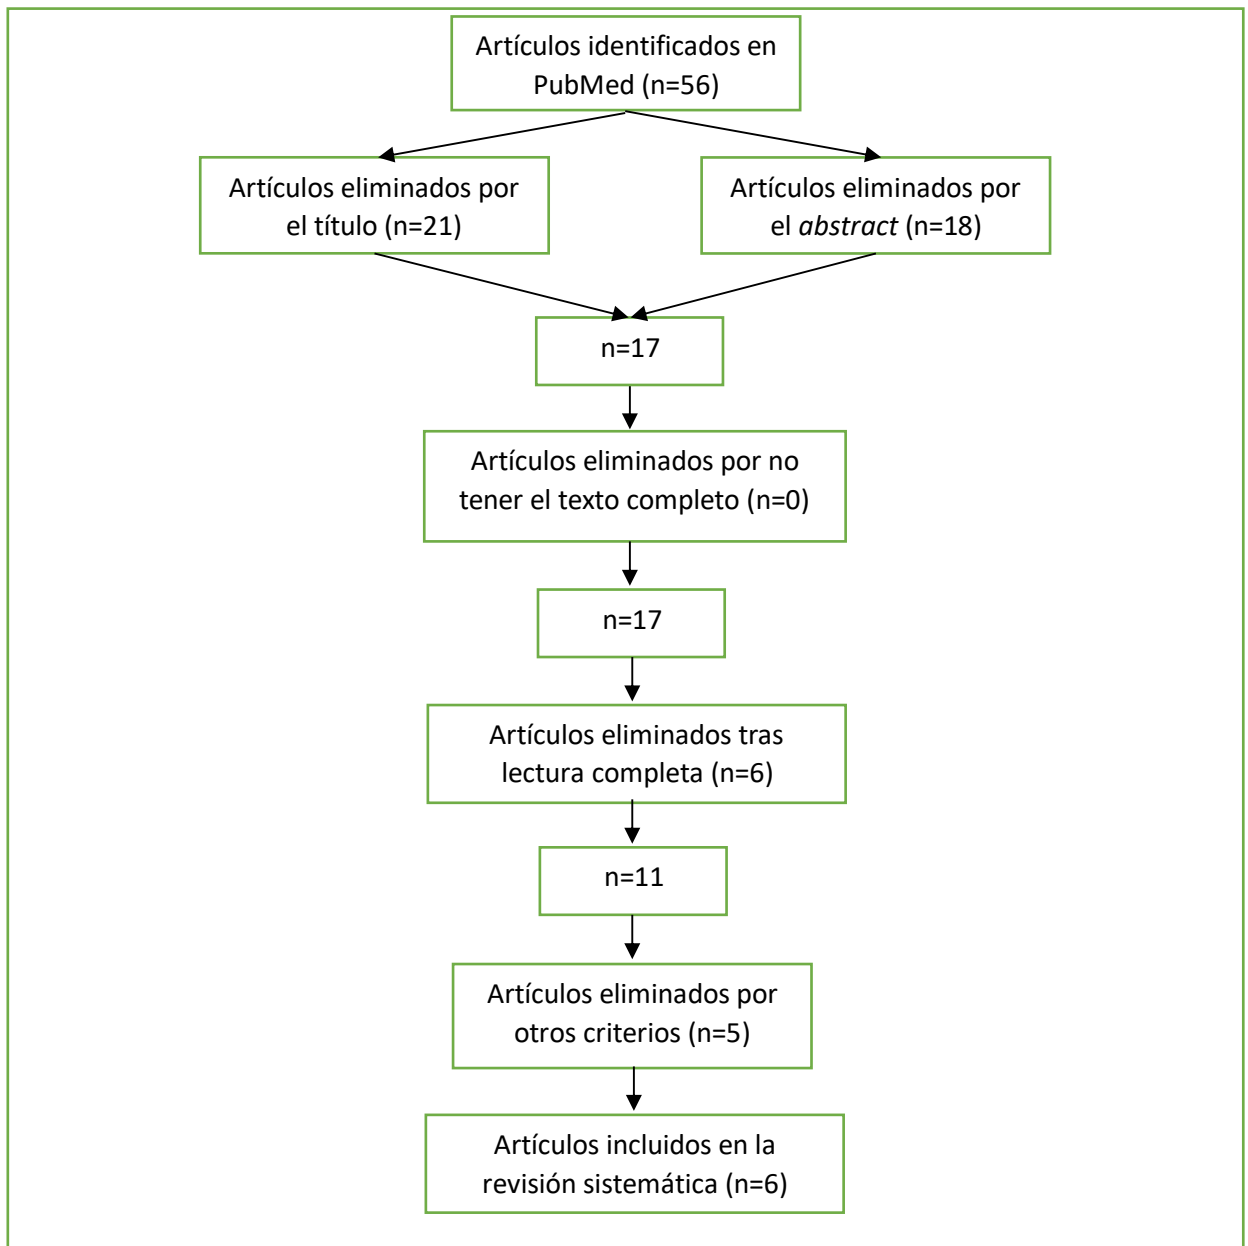 Artículos identificados en
PubMed (n=56)
Artículos eliminados por
el título (n=21)
Artículos eliminados por
el abstract (n=18)
n=17
Artículos eliminados por no
tener el texto completo (n=0)
n=17
Artículos eliminados tras
lectura completa (n=6)
n=11
Artículos eliminados por
otros criterios (n=5)
Artículos incluidos en la
revisión sistemática (n=6)